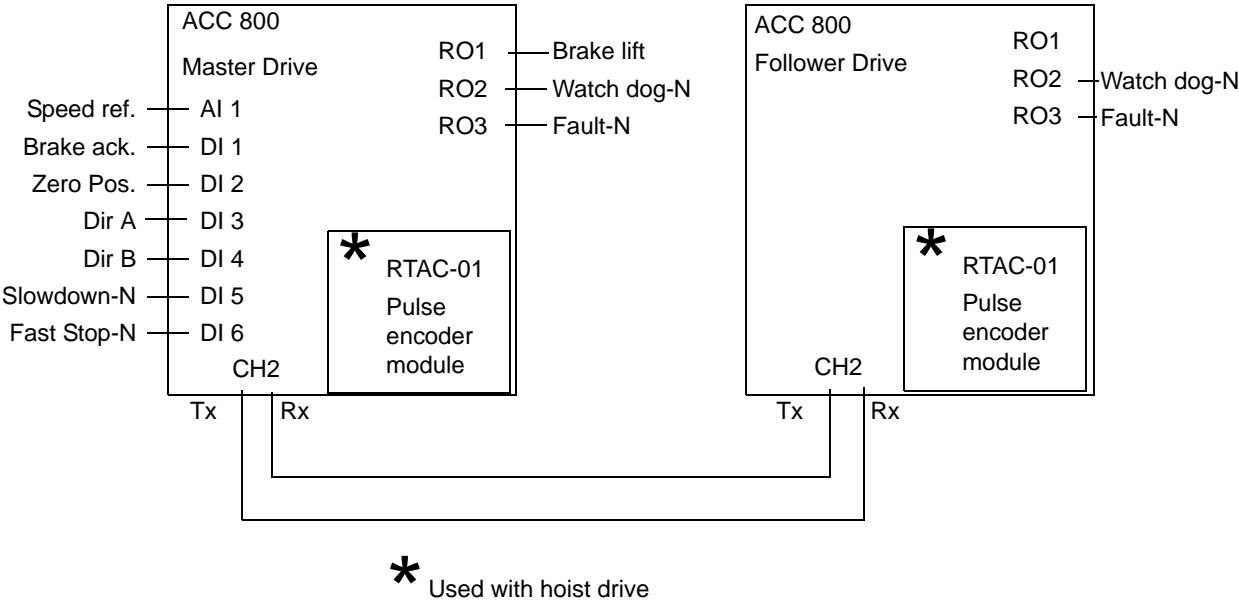 ACC 800
Master Drive
RO1 Brake lift
RO2 Watch dog-N
RO3 Fault-N
Speed ref. AI 1
Brake ack. DI 1
Zero Pos. DI 2
Dir A DI 3
Dir B DI 4
Slowdown-N DI 5
Fast Stop-N DI 6
* RTAC-01
Pulse
encoder
module
CH2
Tx Rx
ACC 800
Follower Drive
RO1
RO2 Watch dog-N
RO3 Fault-N
* RTAC-01
Pulse
encoder
module
CH2
Tx Rx
* Used with hoist drive